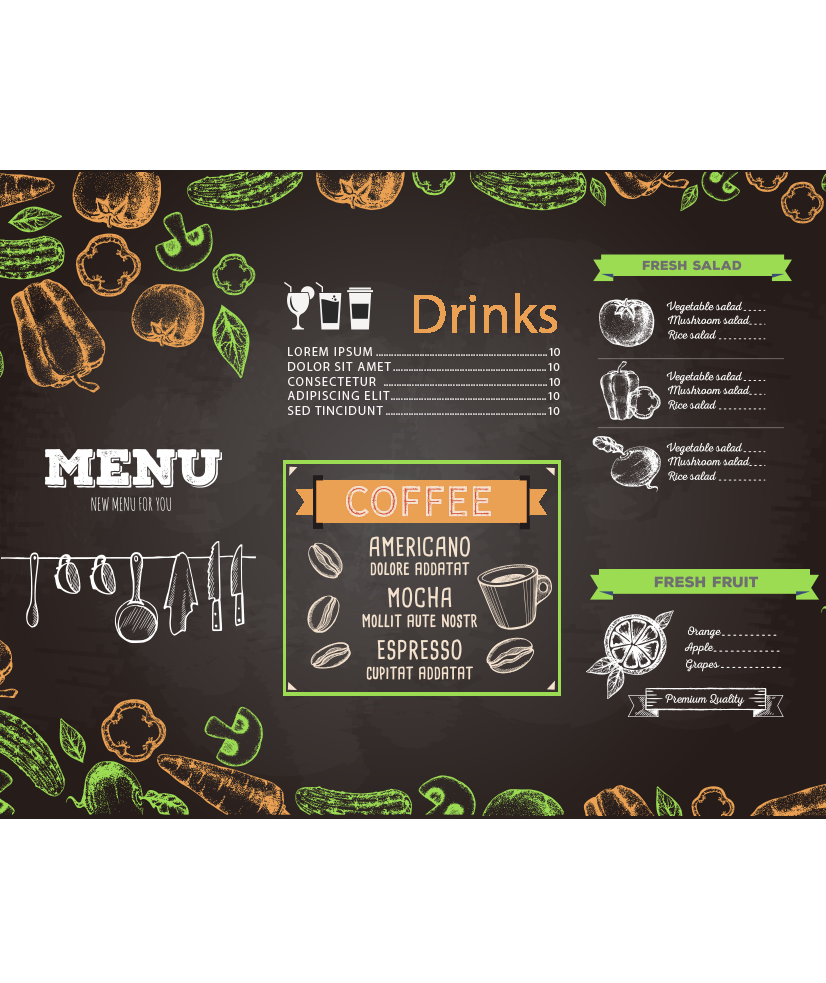 MENU
NEW MENU FOR YOU
Drinks
LOREM IPSUM 10
DOLOR SIT AMET 10
CONSECTETUR 10
ADIPISCING ELIT 10
SED TINCIDUNT 10
COFFEE
AMERICANO
DOLORE ADDATAT
MOCHA
MOLLIT AUTE NOSTR
ESPRESSO
CUPITAT ADDATAT
FRESH SALAD
Vegetable salad
Mushroom salad
Rice salad
Vegetable salad
Mushroom salad
Rice salad
Vegetable salad
Mushroom salad
Rice salad
FRESH FRUIT
Orange
Apple
Grapes
Premium Quality